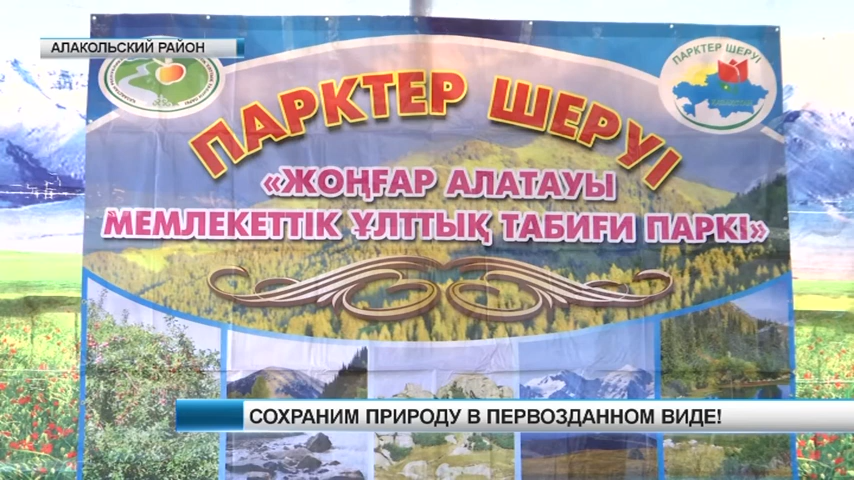 АЛАКОЛЬСКИЙ РАЙОН
ПАРКТЕР ШЕРУІ
ПАРКТЕР ШЕРУІ
«ЖОҢҒАР АЛАТАУЫ
МЕМЛЕКЕТТІК ҰЛТТЫҚ ТАБИҒИ ПАРКІ»
СОХРАНИМ ПРИРОДУ В ПЕРВОЗДАННОМ ВИДЕ!